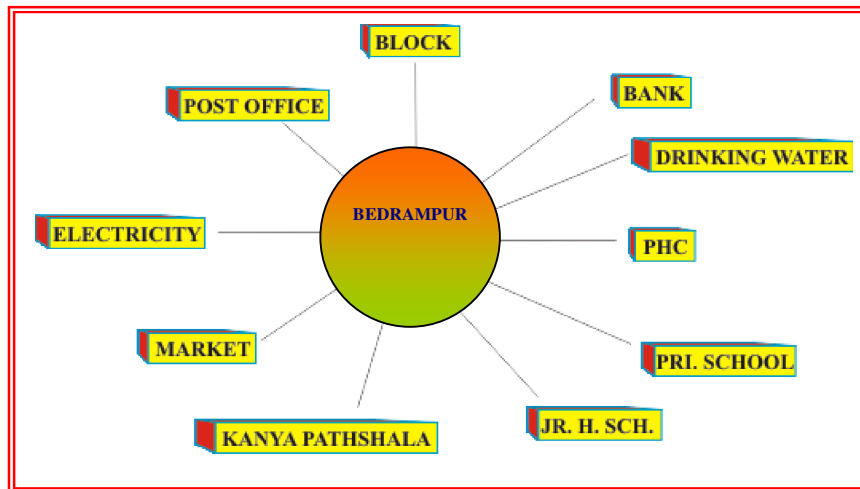 BLOCK
POST OFFICE
BANK
DRINKING WATER
BEDRAMPUR
ELECTRICITY
PHC
MARKET
PRI. SCHOOL
KANYA PATHSHALA
JR. H. SCH.